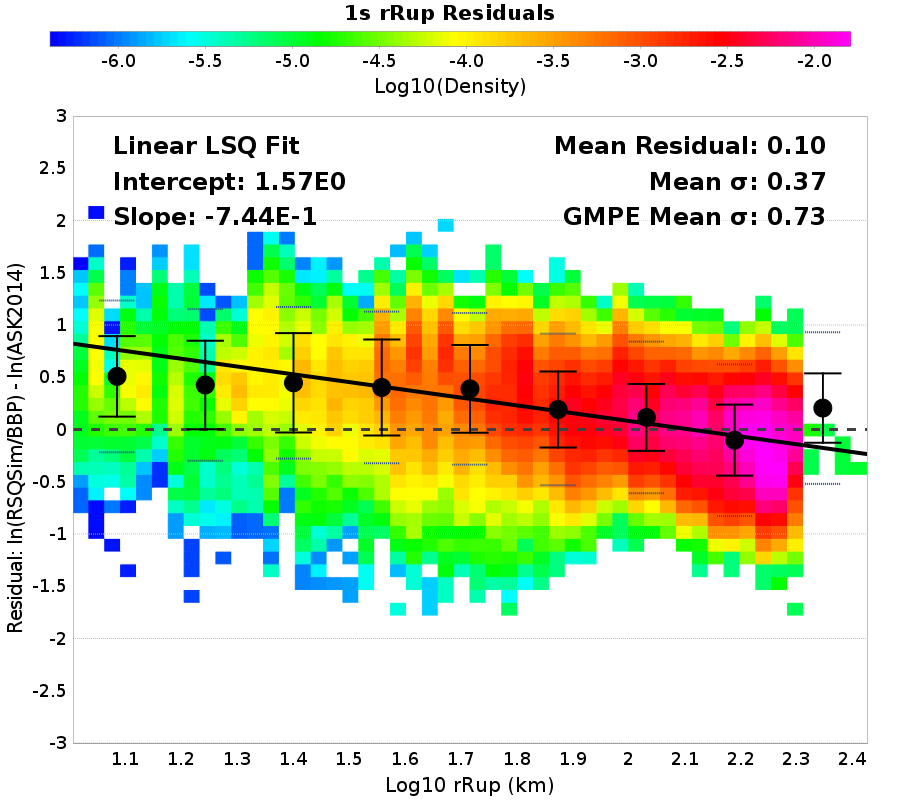 1s rRup Residuals
-6.0 -5.5 -5.0 -4.5 -4.0 -3.5 -3.0 -2.5 -2.0
Log10(Density)
Linear LSQ Fit
Intercept: 1.57E0
Slope: -7.44E-1
Mean Residual: 0.10
Mean σ: 0.37
GMPE Mean σ: 0.73
Residual: ln(RSQSim/BBP) - ln(ASK2014)
3
2.5
2
1.5
1
0.5
0
-0.5
-1
-1.5
-2
-2.5
-3
1.1 1.2 1.3 1.4 1.5 1.6 1.7 1.8 1.9 2 2.1 2.2 2.3 2.4
Log10 rRup (km)